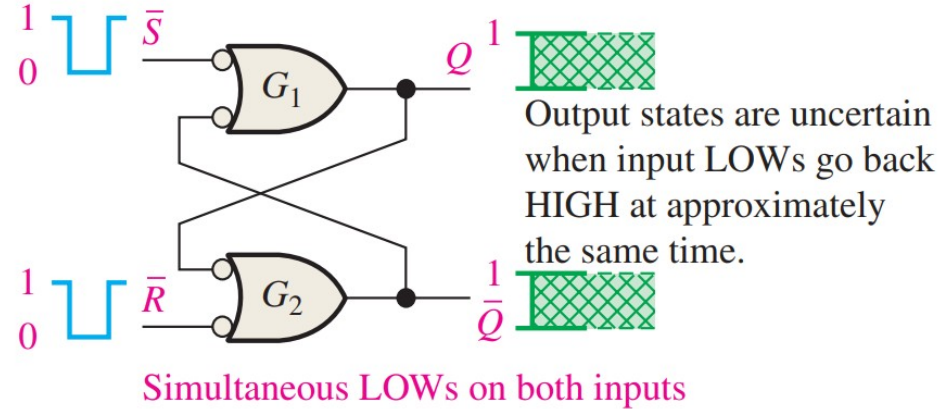 1
0
S̅
G₁
Q
1
Output states are uncertain
when input LOWs go back
HIGH at approximately
the same time.
1
0
R̅
G₂
1
Q̅
Simultaneous LOWs on both inputs